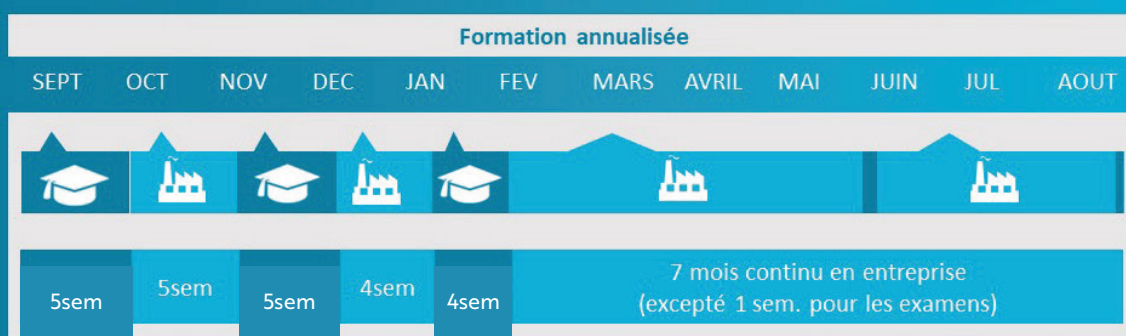 Formation annualisée
SEPT OCT NOV DEC JAN FEV MARS AVRIL MAI JUIN JUL AOUT
5sem 5sem 5sem 4sem 4sem 7 mois continu en entreprise
(excepté 1 sem. pour les examens)